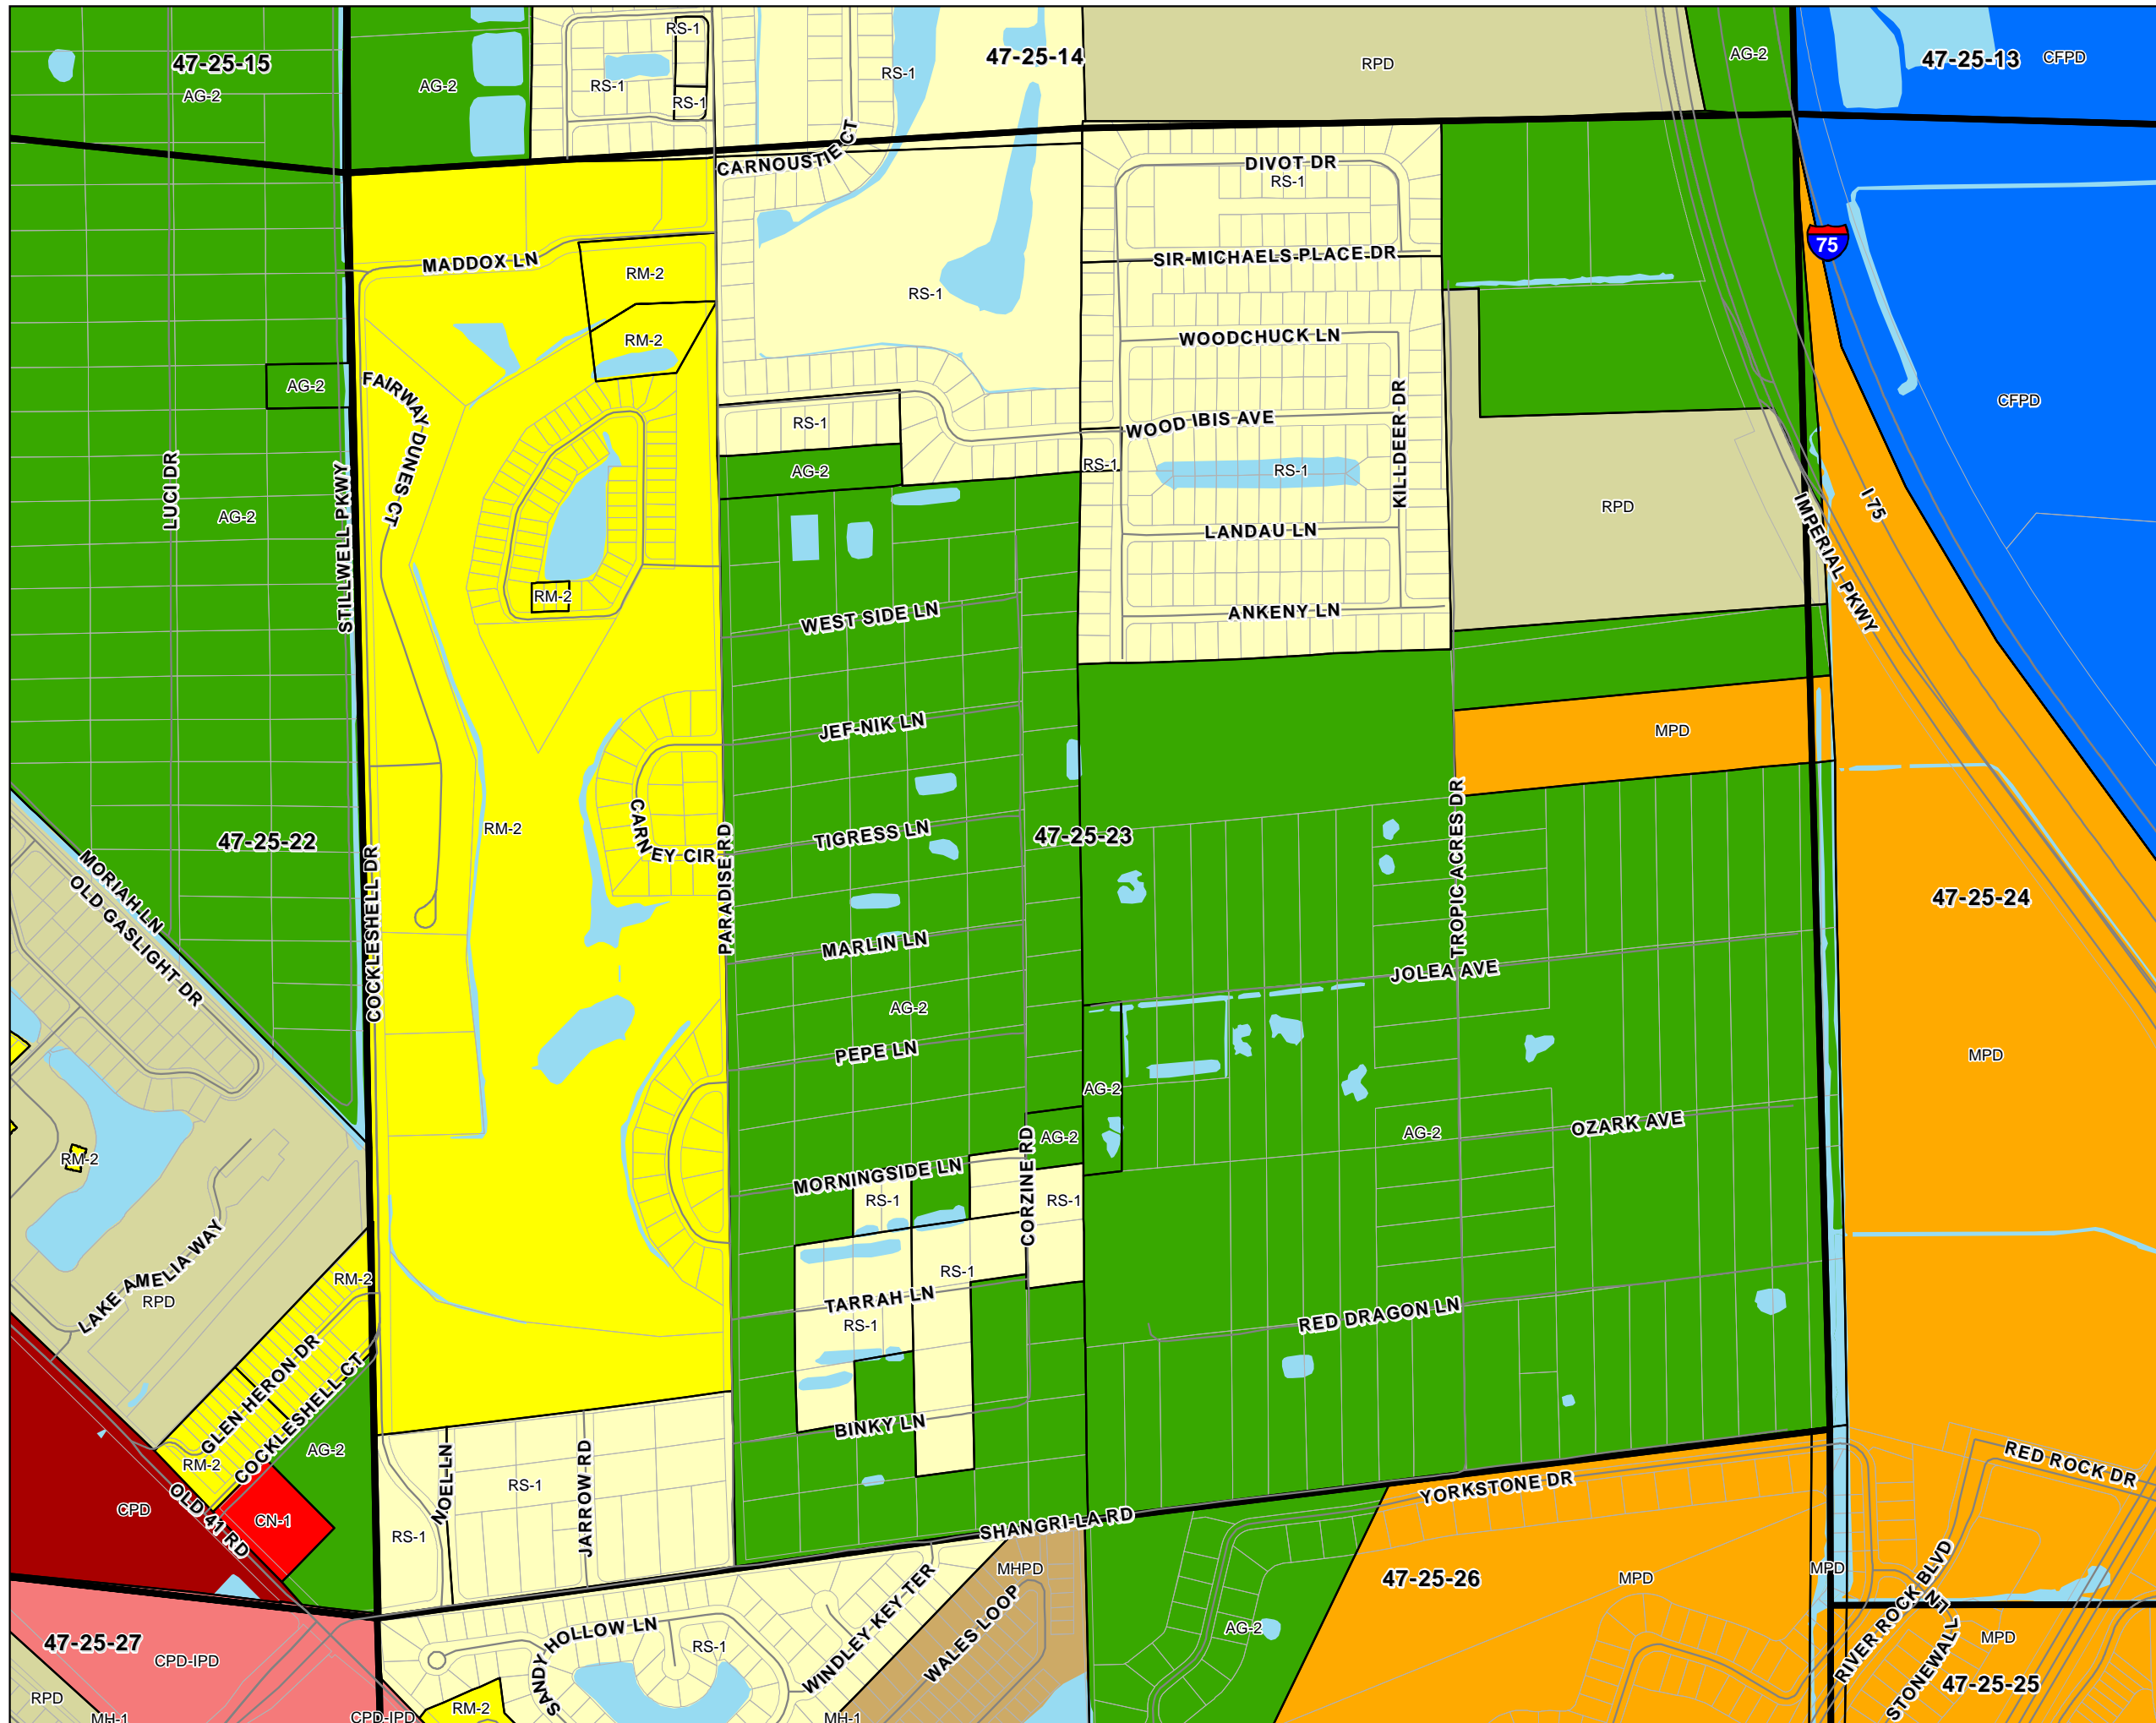 RS-1
47-25-14
47-25-15
AG-2
AG-2
RS-1
RS-1
RS-1
RPD
AG-2
47-25-13
CFPD
CARNOUSTIE CT
DIVOT DR
RS-1
MADDOX LN
RM-2
RS-1
SIR MICHAELS PLACE DR
75
RM-2
WOODCHUCK LN
AG-2
FAIRWAY DUNES CT
RS-1
WOOD IBIS AVE
KILLDEER DR
CFPD
LUCI DR
AG-2
STILLWELL PKWY
AG-2
RS-1
RS-1
RPD
I 75
IMPERIAL PKWY
LANDAU LN
RM-2
WEST SIDE LN
ANKENY LN
JEF-NIK LN
MPD
47-25-22
RM-2
CARNEY CIR
PARADISE RD
TIGRESS LN
47-25-23
TROPIC ACRES DR
47-25-24
MORIAH LN
OLD GASLIGHT DR
COCKLESHELL DR
MARLIN LN
JOLEA AVE
AG-2
PEPE LN
AG-2
MPD
RM-2
AG-2
AG-2
OZARK AVE
MORNINGSIDE LN
RS-1
CORZINE RD
RS-1
LAKE AMELIA WAY
RPD
RM-2
RS-1
TARRAH LN
RS-1
RED DRAGON LN
GLEN HERON DR
COCKLESHELL CT
RM-2
AG-2
BINKY LN
CPD
OLD 41 RD
CN-1
NOEL LN
RS-1
RS-1
JARROW RD
SHANGRI-LA RD
YORKSTONE DR
RED ROCK DR
MHPD
47-25-26
MPD
MPD
47-25-27
CPD-IPD
SANDY HOLLOW LN
RS-1
WINDLEY KEY TER
WALES LOOP
AG-2
RIVER ROCK BLVD
STONEWALL
NT
MPD
47-25-25
RPD
MH-1
CPD-IPD
RM-2
MH-1